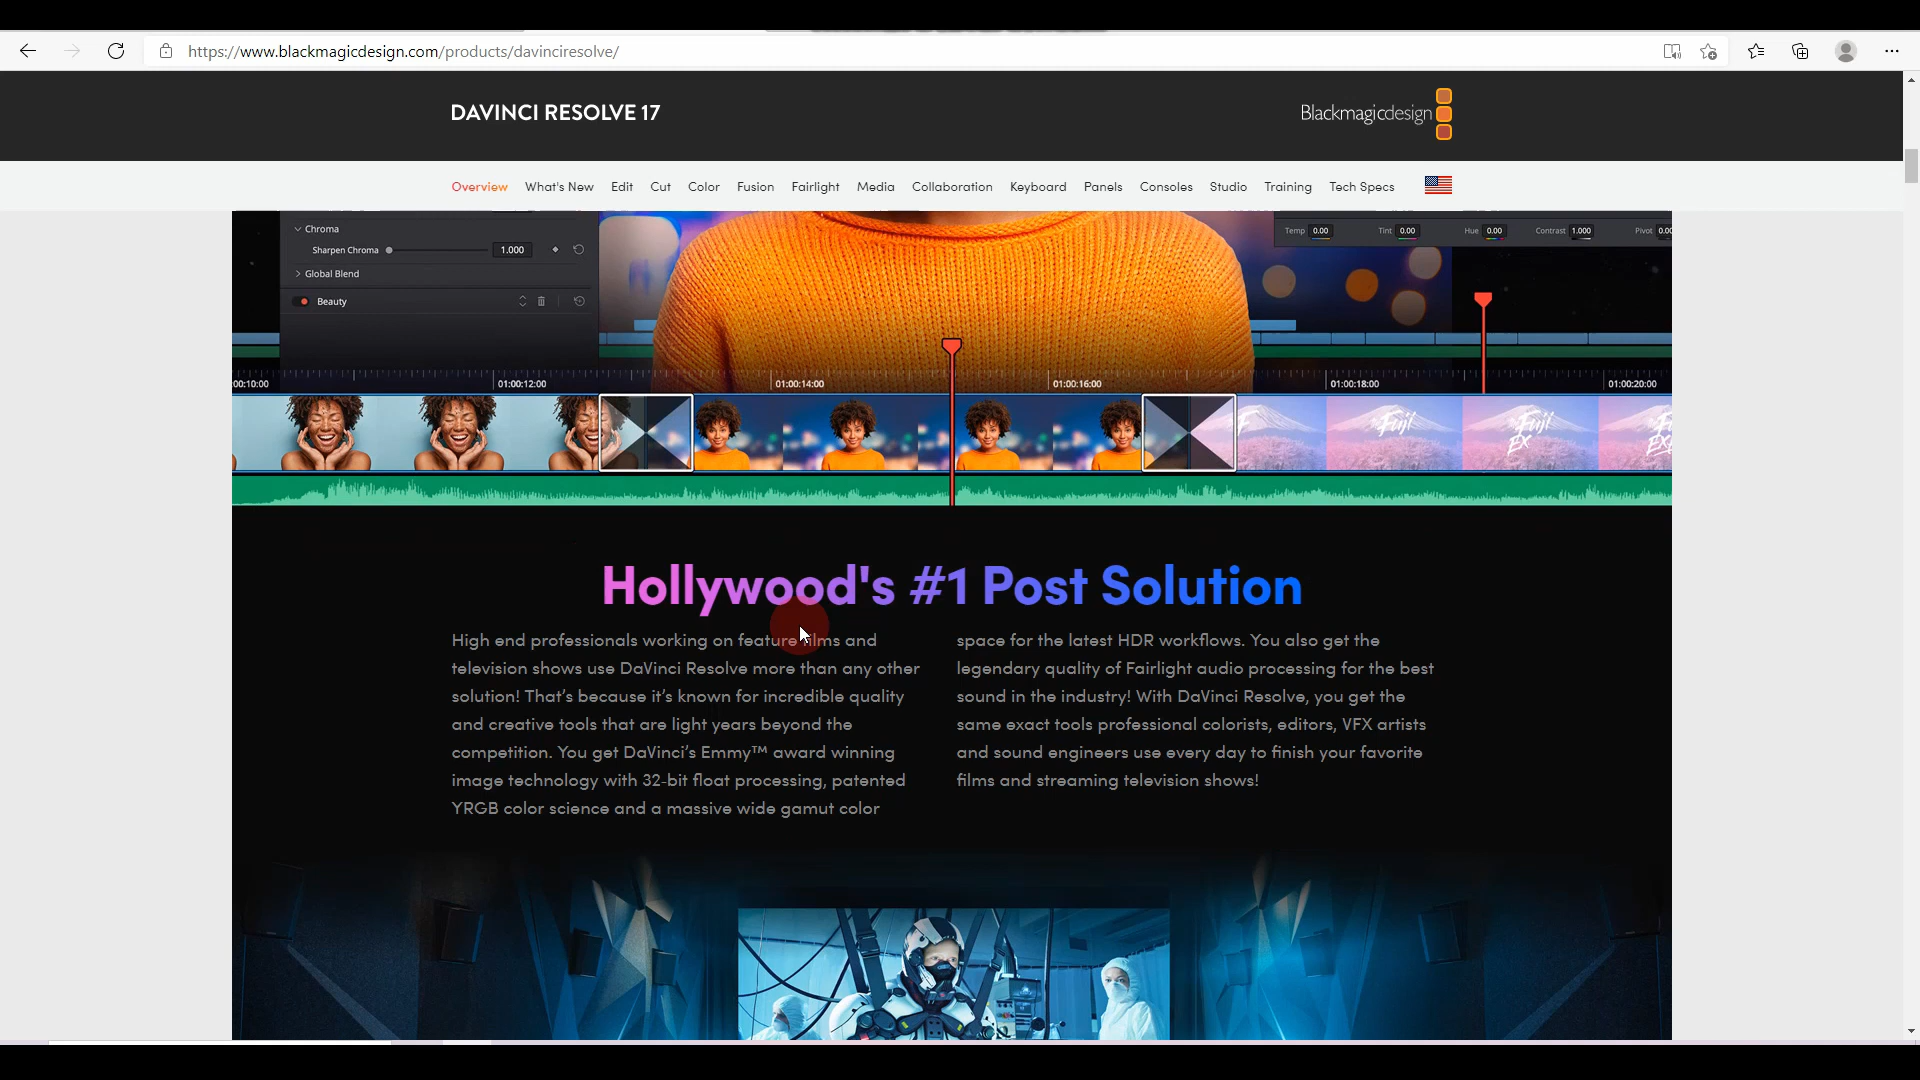 https://www.blackmagicdesign.com/products/davinciresolve/
DAVINCI RESOLVE 17
Blackmagicdesign
Overview What's New Edit Cut Color Fusion Fairlight Media Collaboration Keyboard Panels Consoles Studio Training Tech Specs
Chroma
Sharpen Chroma 1.000
Global Blend
Beauty
Temp 0.00 Tint 0.00 Hue 0.00 Contrast 1.000 Pivot 0.00
00:10:00 01:00:12:00 01:00:14:00 01:00:16:00 01:00:18:00 01:00:20:00
Fuji Fuji EX Fuji EX
Hollywood's #1 Post Solution
High end professionals working on feature films and
television shows use DaVinci Resolve more than any other
solution! That's because it's known for incredible quality
and creative tools that are light years beyond the
competition. You get DaVinci's Emmy™ award winning
image technology with 32-bit float processing, patented
YRGB color science and a massive wide gamut color
space for the latest HDR workflows. You also get the
legendary quality of Fairlight audio processing for the best
sound in the industry! With DaVinci Resolve, you get the
same exact tools professional colorists, editors, VFX artists
and sound engineers use every day to finish your favorite
films and streaming television shows!